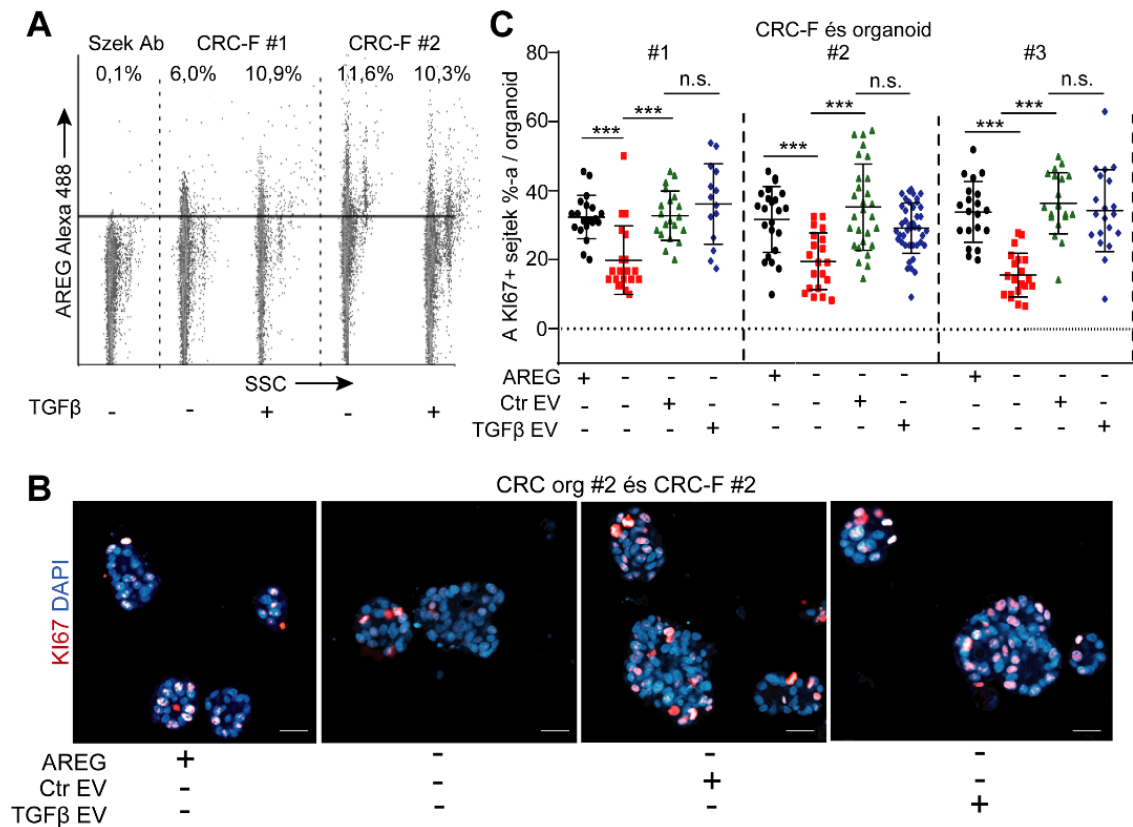 A
Szek Ab CRC-F #1 CRC-F #2
0,1% 6,0% 10,9% 11,6% 10,3%
AREG Alexa 488
SSC
TGFβ - - + - +
C
CRC-F és organoid
#1 #2 #3
A KI67+ sejtek %-a / organoid
80
60
40
20
0
*** *** n.s. *** *** n.s. *** *** n.s.
AREG + - - - + - - - + - - -
Ctr EV - - + - - - + - - - + -
TGFβ EV - - - + - - - + - - - +
B
CRC org #2 és CRC-F #2
KI67 DAPI
AREG + - - -
Ctr EV - - + -
TGFβ EV - - - +